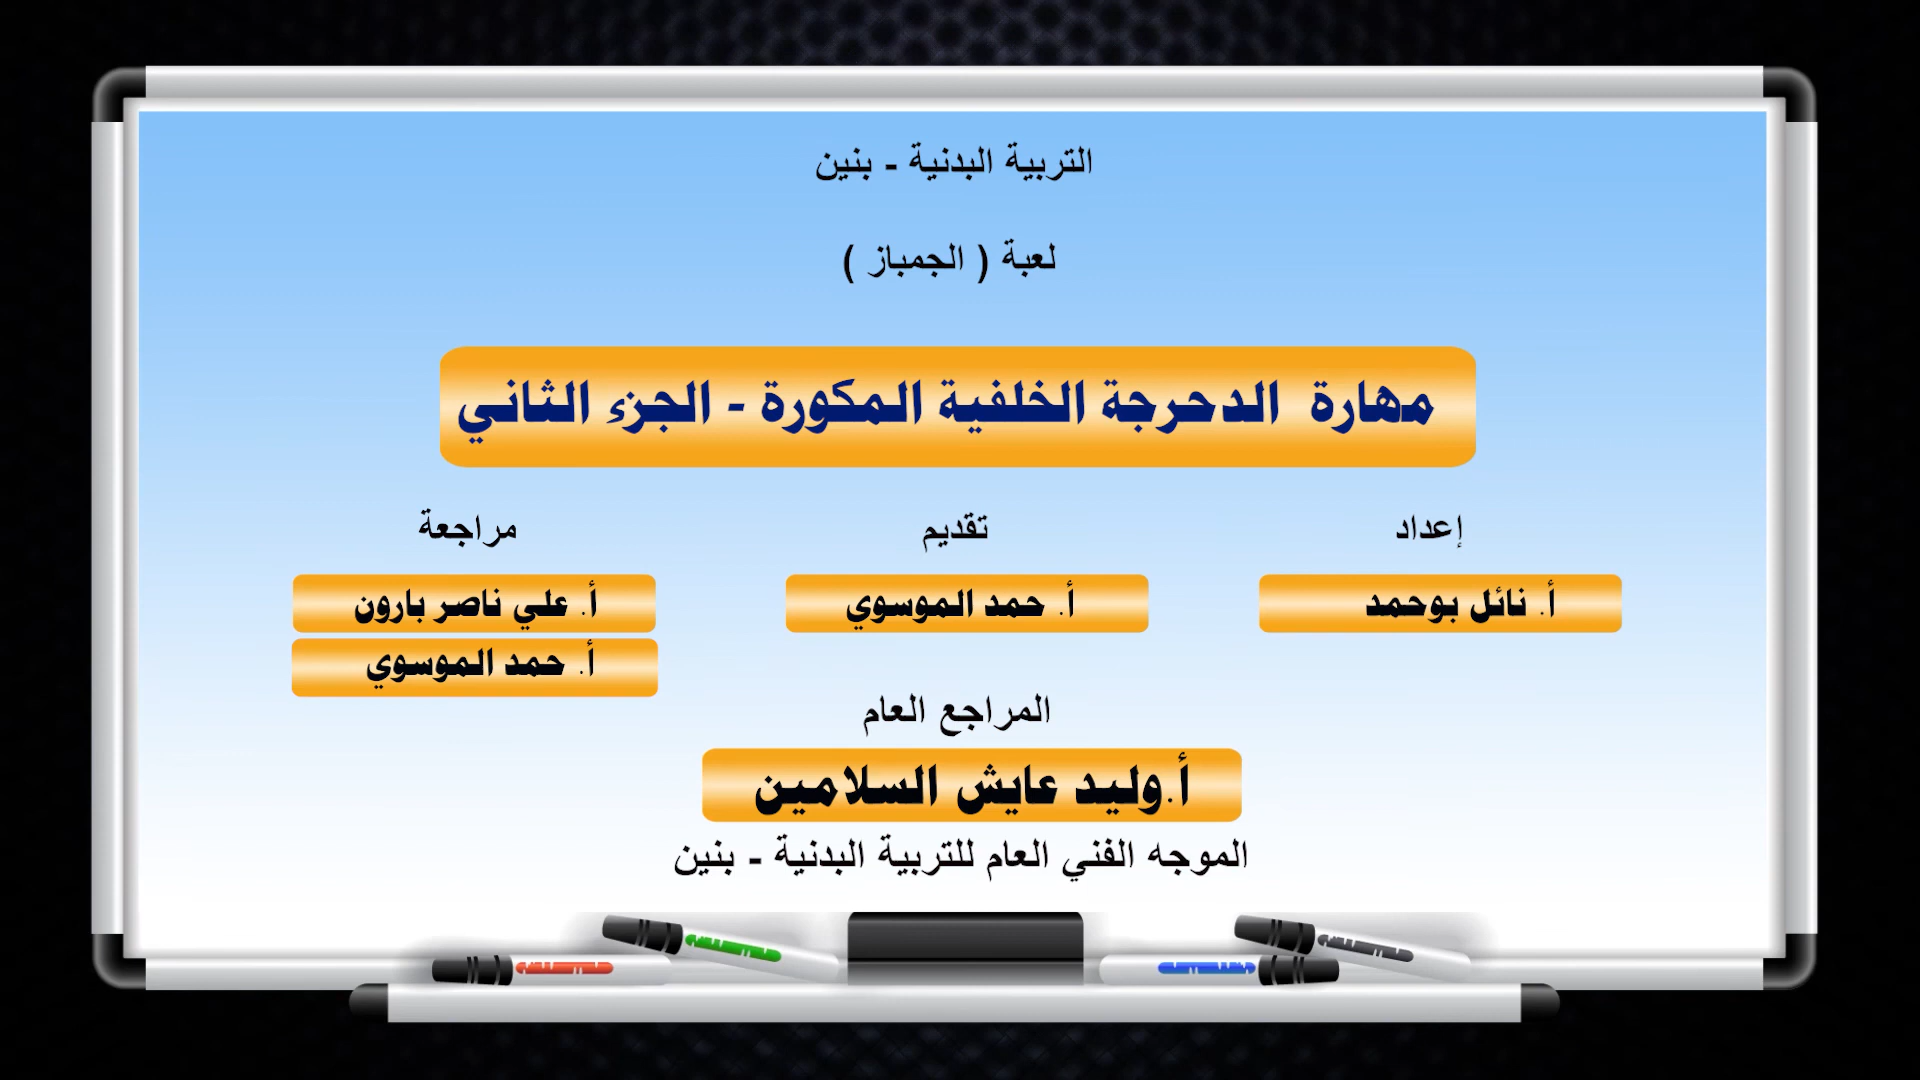 التربية البدنية - بنين
لعبة ( الجمباز )
مهارة الدحرجة الخلفية المكورة - الجزء الثاني
إعداد
أ. نائل بوحمد
تقديم
أ. حمد الموسوي
مراجعة
أ. علي ناصر بارون
أ. حمد الموسوي
المراجع العام
أ.وليد عايش السلامين
الموجه الفني العام للتربية البدنية - بنين